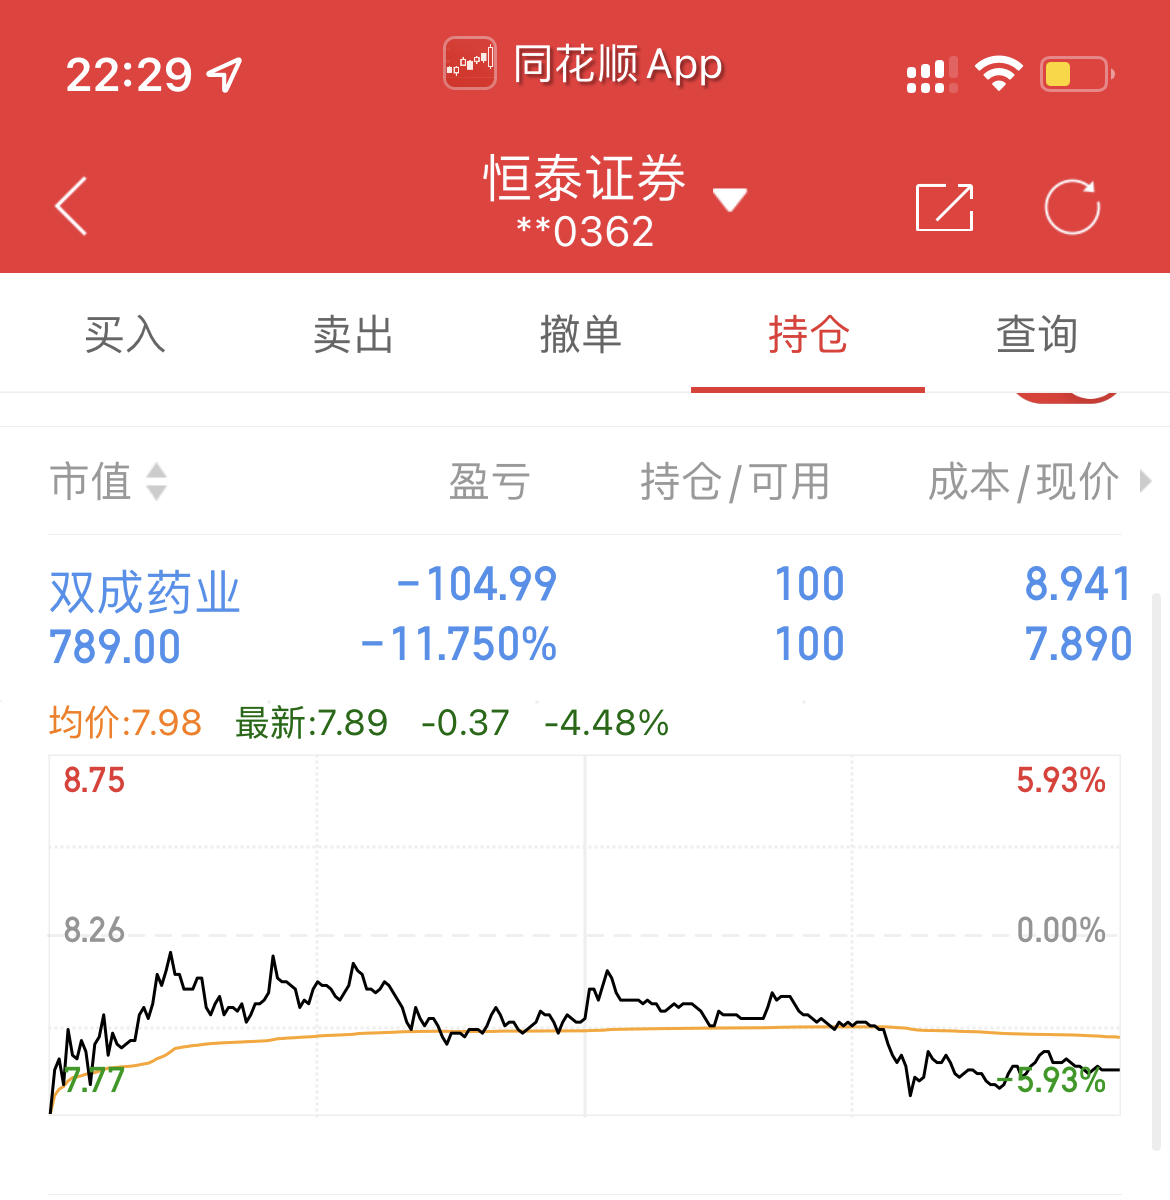 22:29 同花顺 App
恒泰证券
**0362
买入 卖出 撤单 持仓 查询
市值 盈亏 持仓/可用 成本/现价
双成药业 -104.99 100 8.941
789.00 -11.750% 100 7.890
均价:7.98 最新:7.89 -0.37 -4.48%
8.75 5.93%
8.26 0.00%
7.77 -5.93%